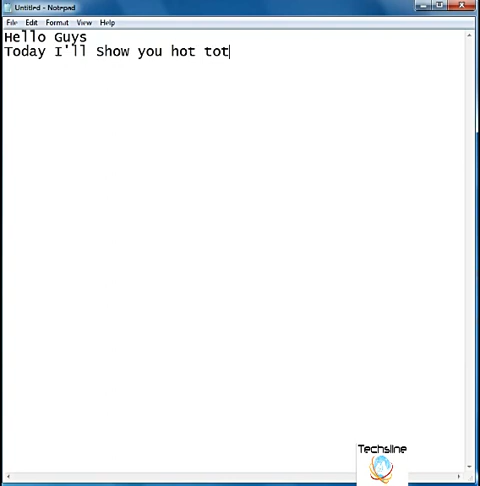 Untitled - Notepad
File Edit Format View Help
Hello Guys
Today I'll Show you hot tot
Techsline